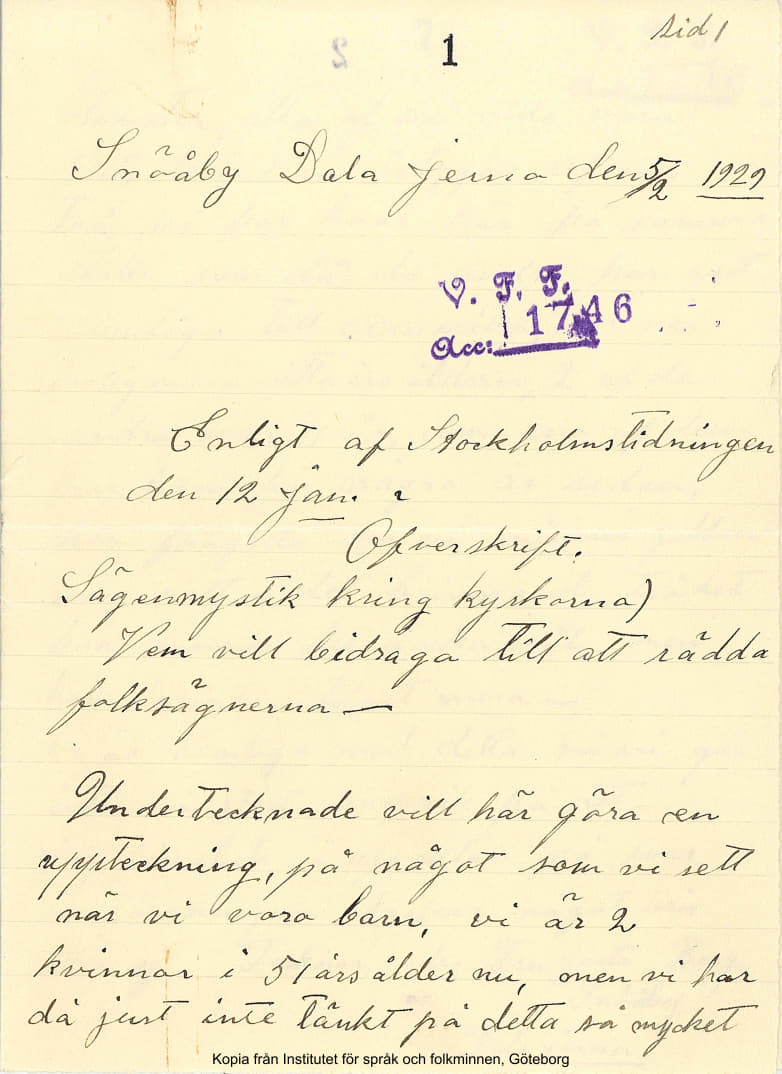 sid 1
1
Snöåby Dala Jerna den 5/2 1929
V. F. F.
1746
Acc:
Enligt af Stockholmstidningen
den 12 jan.
Ofverskrift.
Sägenmystik kring kyrkorna)
Vem vill bidraga till att rädda
folksägnerna —
Undertecknade vill här göra en
uppteckning, på något som vi sett
när vi voro barn, vi är 2
kvinnor i 51 års ålder nu, men vi har
då just inte tänkt på detta så mycket
Kopia från Institutet för språk och folkminnen, Göteborg